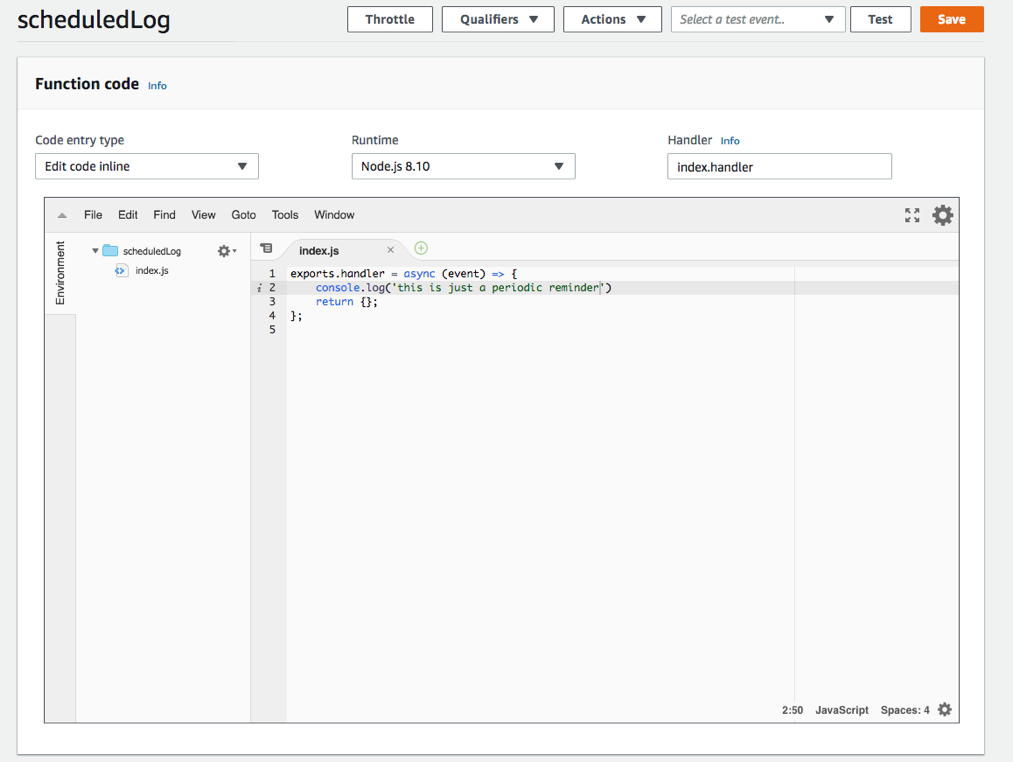 scheduledLog
Throttle Qualifiers Actions Select a test event.. Test Save
Function code Info
Code entry type Runtime Handler Info
Edit code inline Node.js 8.10 index.handler
File Edit Find View Goto Tools Window
Environment
scheduledLog
index.js
index.js
1 exports.handler = async (event) => {
i 2 console.log('this is just a periodic reminder')
3 return {};
4 };
5
2:50 JavaScript Spaces: 4